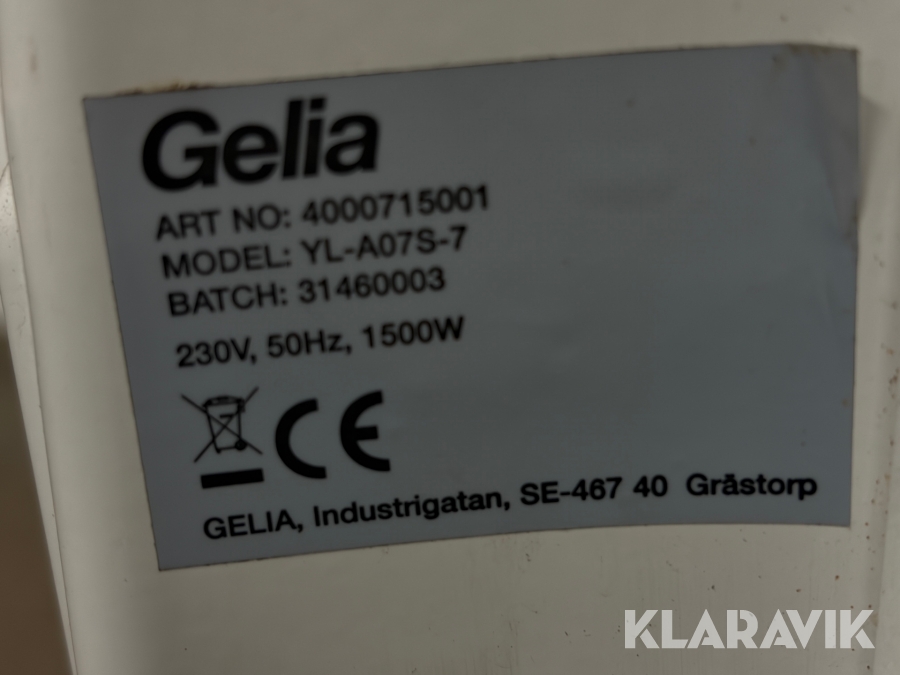 Gelia
ART NO: 4000715001
MODEL: YL-A07S-7
BATCH: 31460003
230V, 50Hz, 1500W
CE
GELIA, Industrigatan, SE-467 40 Grästorp
KLARAVIK